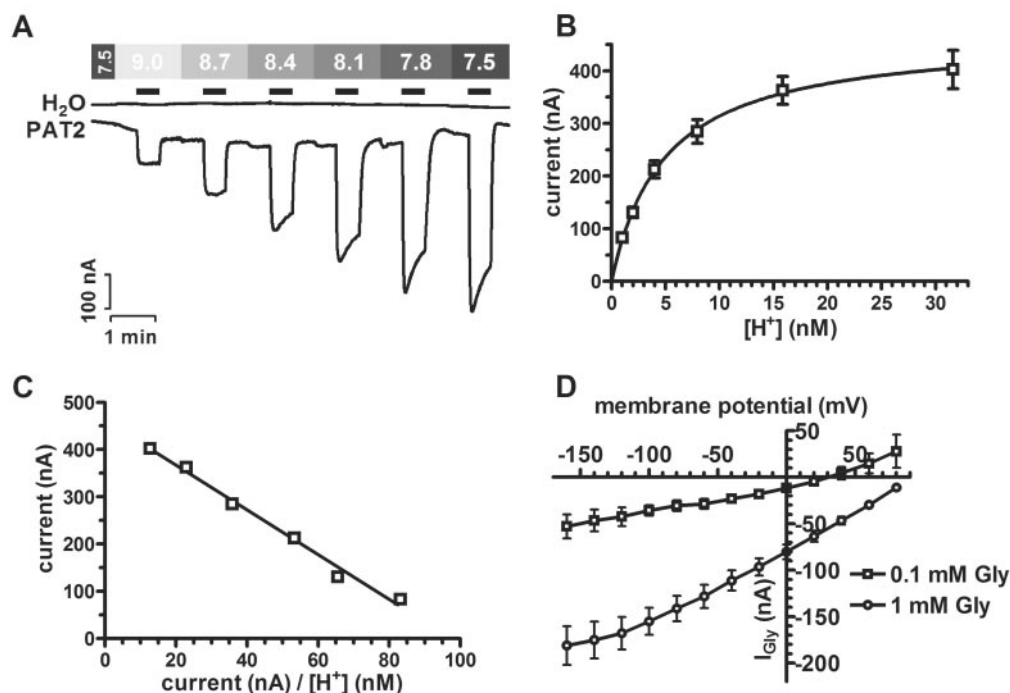 A
7.5 9.0 8.7 8.4 8.1 7.8 7.5
H₂O
PAT2
100 nA
1 min
B
current (nA)
400
300
200
100
0
0 5 10 15 20 25 30
[H⁺] (nM)
C
current (nA)
500
400
300
200
100
0
0 20 40 60 80 100
current (nA) / [H⁺] (nM)
D
membrane potential (mV)
-150 -100 -50 50
50
-50
-100
-150
-200
I_Gly (nA)
0.1 mM Gly
1 mM Gly